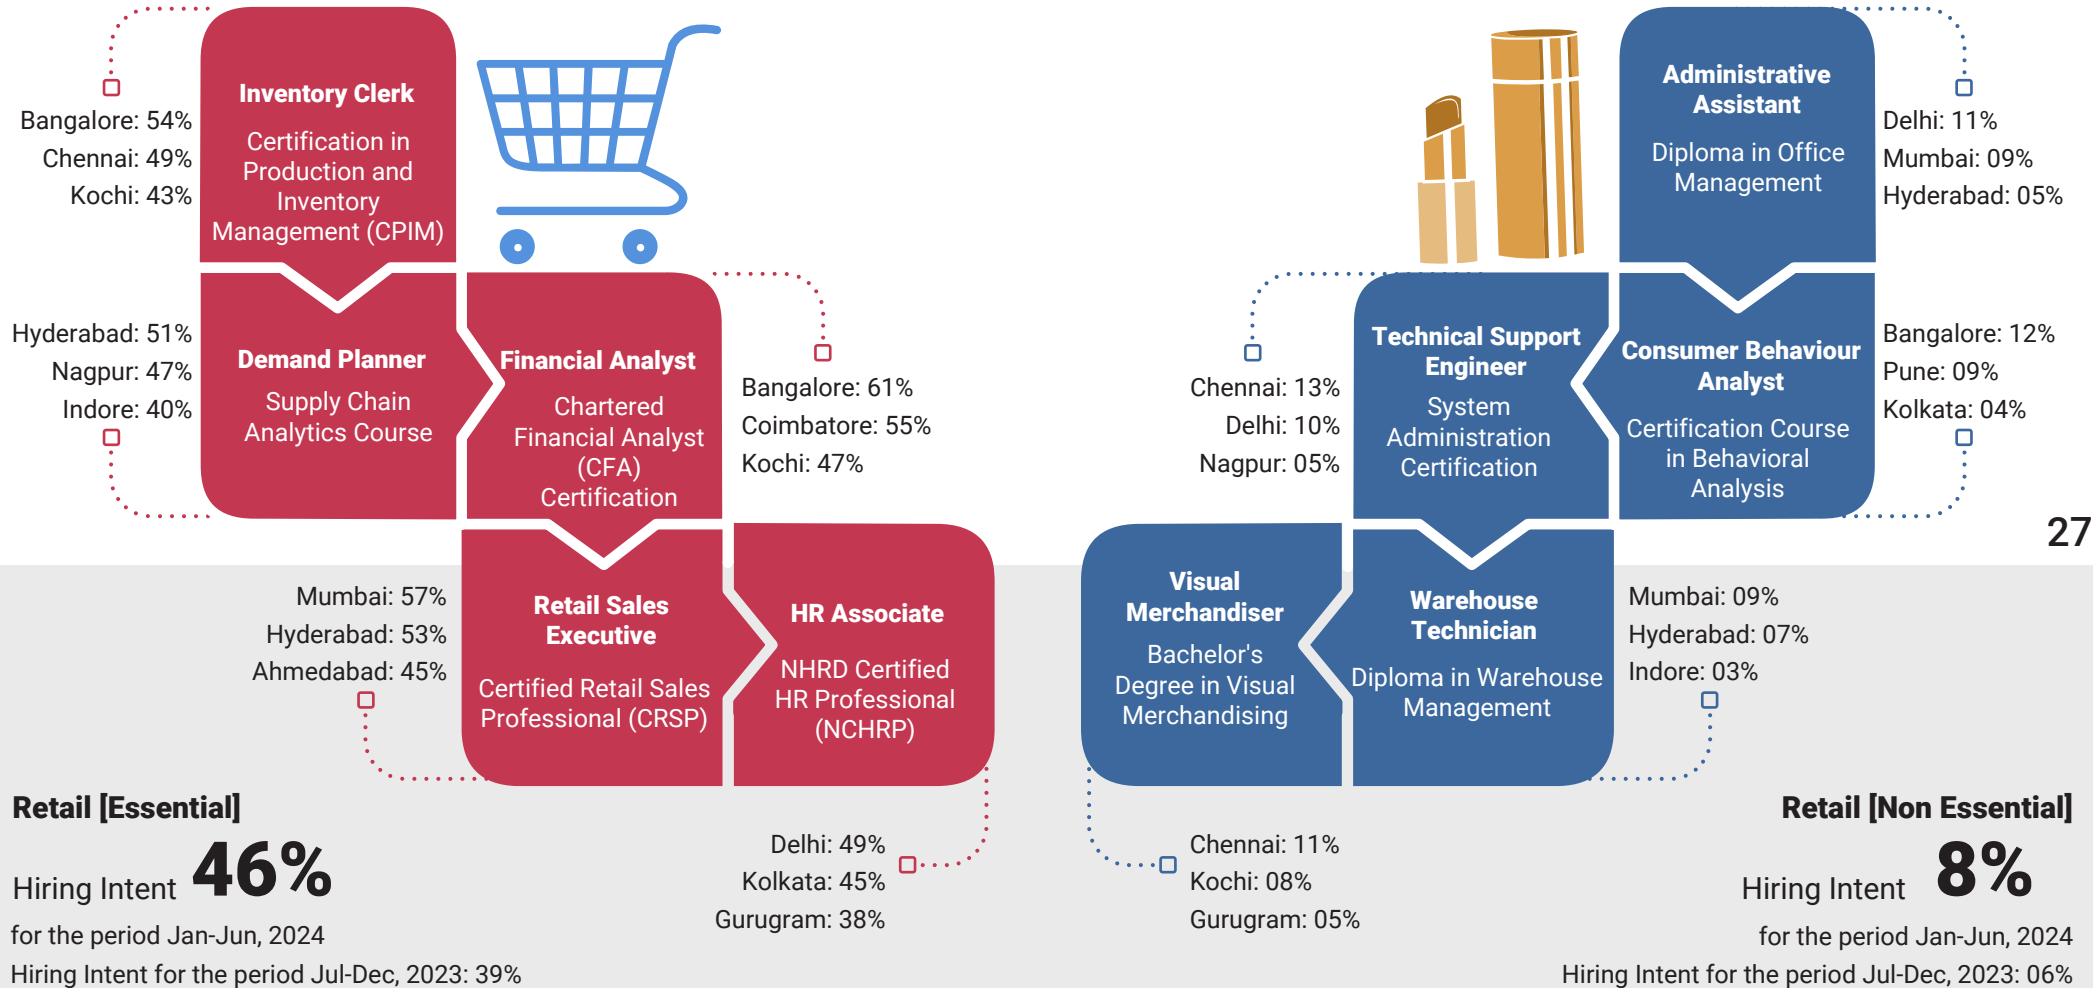 Inventory Clerk
Certification in
Production and
Inventory
Management (CPIM)
Bangalore: 54%
Chennai: 49%
Kochi: 43%
Demand Planner
Supply Chain
Analytics Course
Hyderabad: 51%
Nagpur: 47%
Indore: 40%
Financial Analyst
Chartered
Financial Analyst
(CFA)
Certification
Bangalore: 61%
Coimbatore: 55%
Kochi: 47%
Retail Sales
Executive
Certified Retail Sales
Professional (CRSP)
Mumbai: 57%
Hyderabad: 53%
Ahmedabad: 45%
HR Associate
NHRD Certified
HR Professional
(NCHRP)
Delhi: 49%
Kolkata: 45%
Gurugram: 38%
Retail [Essential]
Hiring Intent 46%
for the period Jan-Jun, 2024
Hiring Intent for the period Jul-Dec, 2023: 39%
Administrative
Assistant
Diploma in Office
Management
Delhi: 11%
Mumbai: 09%
Hyderabad: 05%
Technical Support
Engineer
System
Administration
Certification
Chennai: 13%
Delhi: 10%
Nagpur: 05%
Consumer Behaviour
Analyst
Certification Course
in Behavioral
Analysis
Bangalore: 12%
Pune: 09%
Kolkata: 04%
27
Visual
Merchandiser
Bachelor's
Degree in Visual
Merchandising
Chennai: 11%
Kochi: 08%
Gurugram: 05%
Warehouse
Technician
Diploma in Warehouse
Management
Mumbai: 09%
Hyderabad: 07%
Indore: 03%
Retail [Non Essential]
Hiring Intent 8%
for the period Jan-Jun, 2024
Hiring Intent for the period Jul-Dec, 2023: 06%